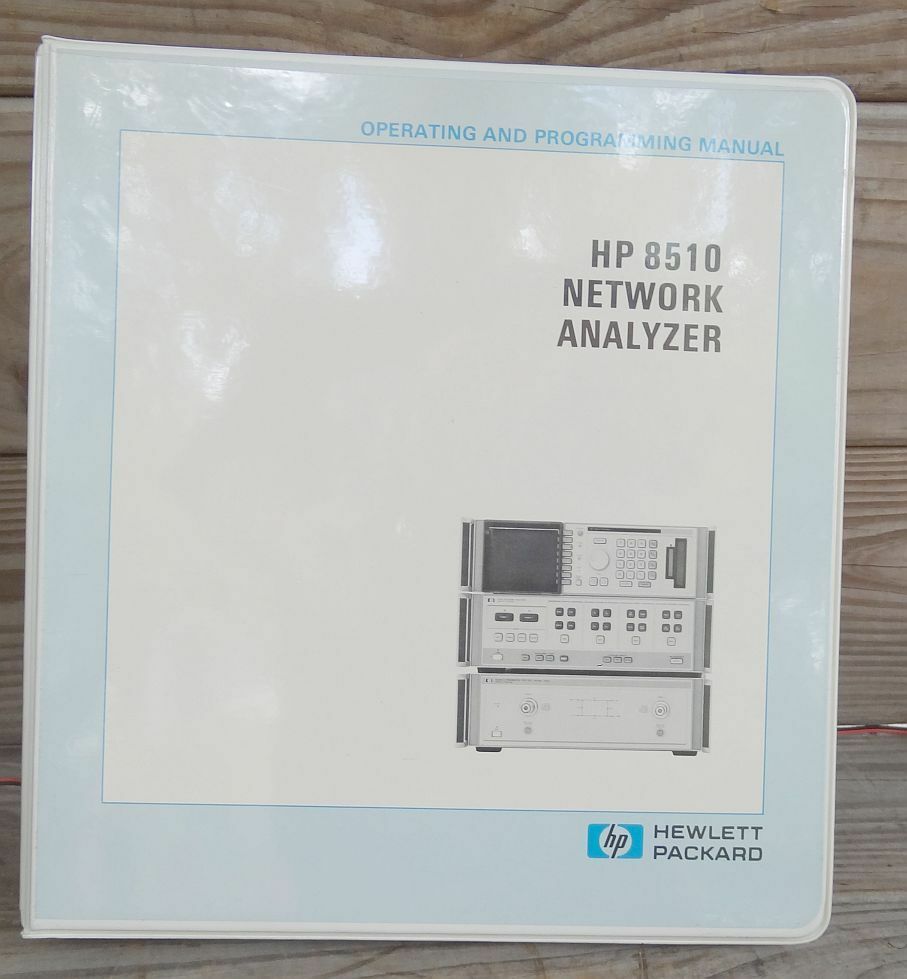 OPERATING AND PROGRAMMING MANUAL
HP 8510
NETWORK
ANALYZER
hp
HEWLETT
PACKARD